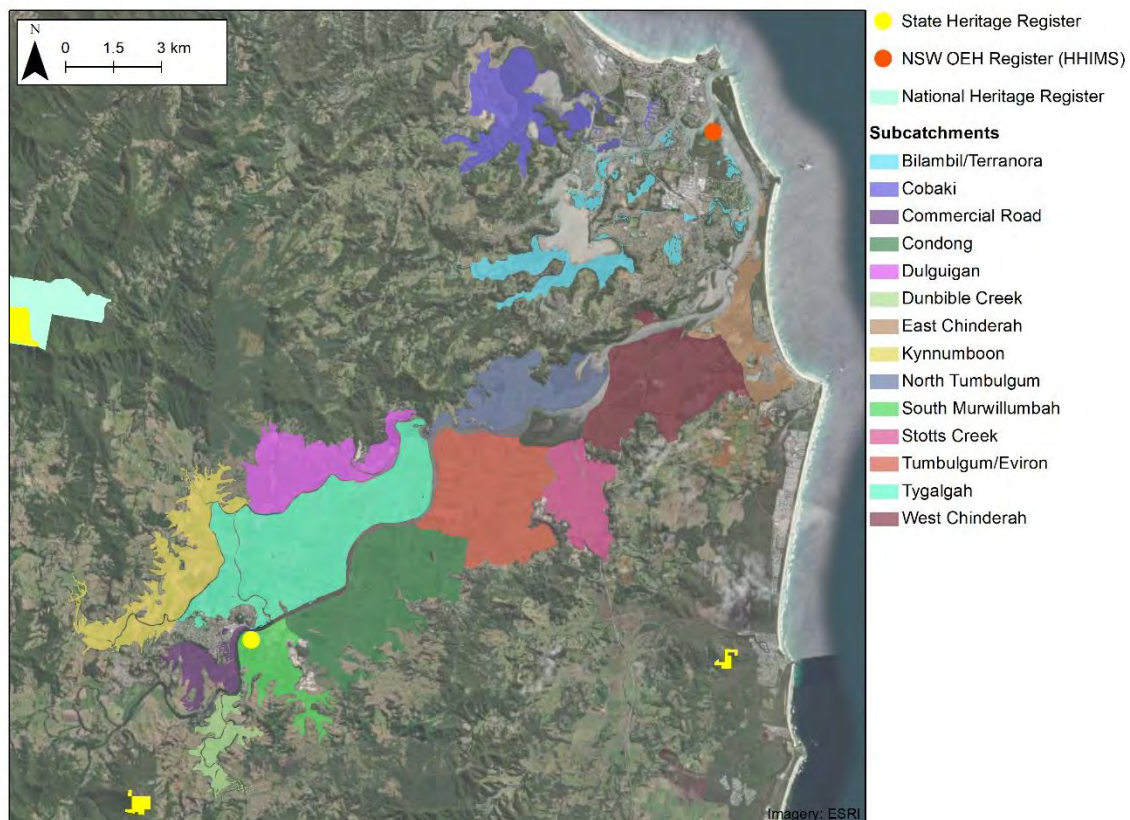 N
0 1.5 3 km
State Heritage Register
NSW OEH Register (HHIMS)
National Heritage Register
Subcatchments
Bilambil/Terranora
Cobaki
Commercial Road
Condong
Dulguigan
Dunbible Creek
East Chinderah
Kynnumboon
North Tumbulgum
South Murwillumbah
Stotts Creek
Tumbulgum/Eviron
Tygalgah
West Chinderah
Imagery: ESRI